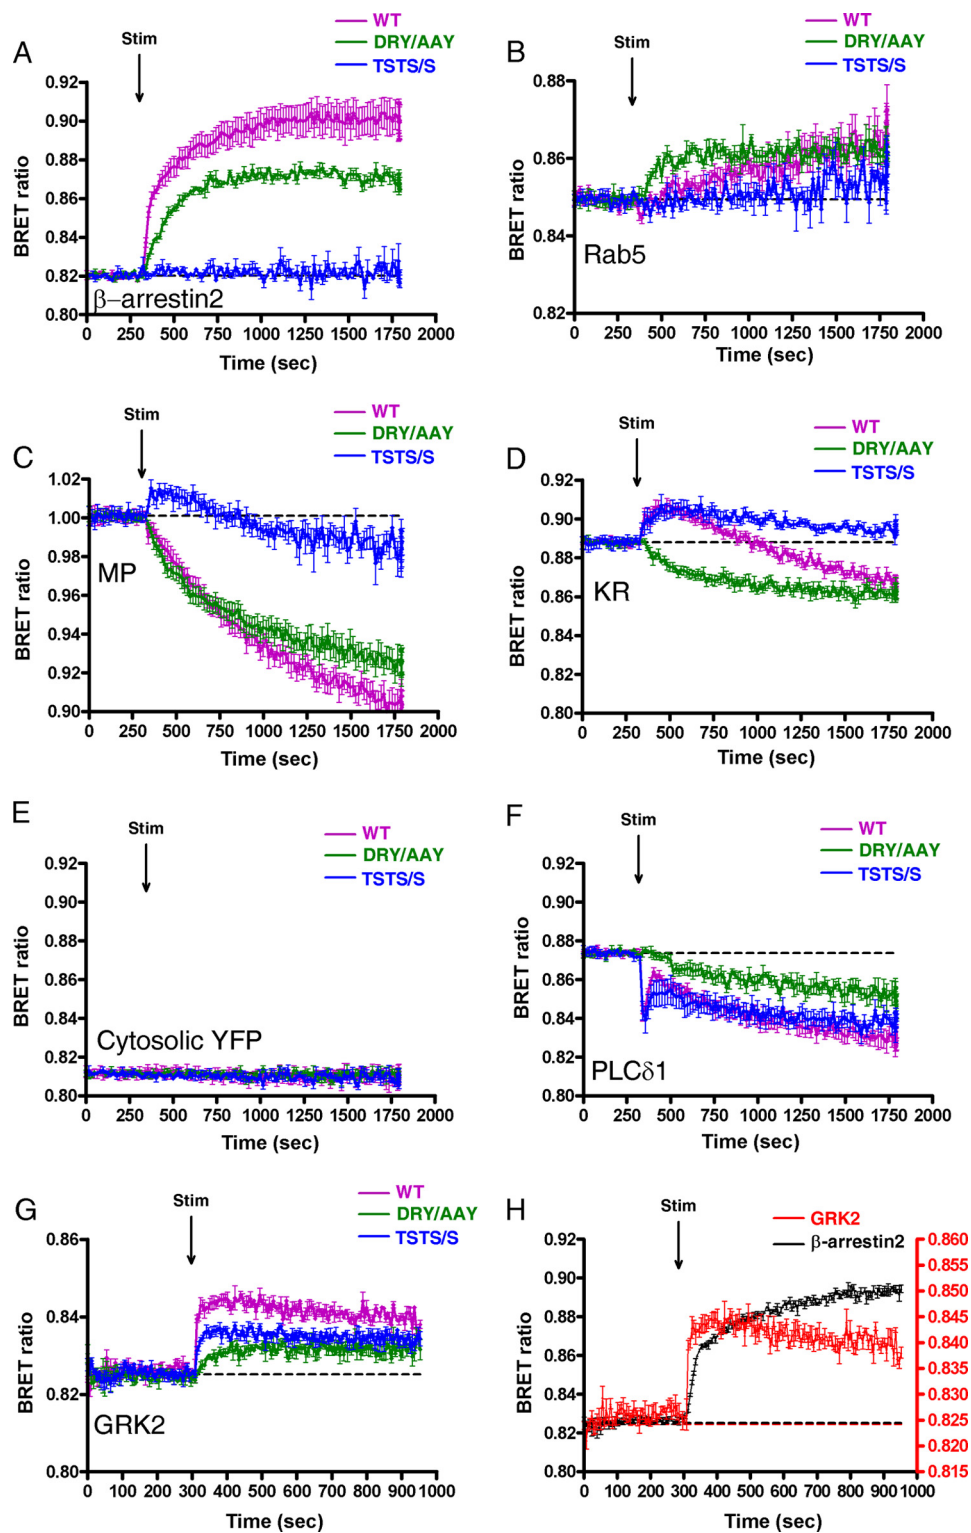 A
Stim
WT
DRY/AAY
TSTS/S
BRET ratio
0.92
0.90
0.88
0.86
0.84
0.82
0.80
β–arrestin2
0 250 500 750 1000 1250 1500 1750 2000
Time (sec)
B
Stim
WT
DRY/AAY
TSTS/S
BRET ratio
0.88
0.86
0.84
0.82
Rab5
0 250 500 750 1000 1250 1500 1750 2000
Time (sec)
C
Stim
WT
DRY/AAY
TSTS/S
BRET ratio
1.02
1.00
0.98
0.96
0.94
0.92
0.90
MP
0 250 500 750 1000 1250 1500 1750 2000
Time (sec)
D
Stim
WT
DRY/AAY
TSTS/S
BRET ratio
0.92
0.90
0.88
0.86
0.84
0.82
0.80
KR
0 250 500 750 1000 1250 1500 1750 2000
Time (sec)
E
Stim
WT
DRY/AAY
TSTS/S
BRET ratio
0.92
0.90
0.88
0.86
0.84
0.82
0.80
Cytosolic YFP
0 250 500 750 1000 1250 1500 1750 2000
Time (sec)
F
Stim
WT
DRY/AAY
TSTS/S
BRET ratio
0.92
0.90
0.88
0.86
0.84
0.82
0.80
PLCδ1
0 250 500 750 1000 1250 1500 1750 2000
Time (sec)
G
Stim
WT
DRY/AAY
TSTS/S
BRET ratio
0.86
0.84
0.82
0.80
GRK2
0 100 200 300 400 500 600 700 800 900 1000
Time (sec)
H
Stim
GRK2
β-arrestin2
BRET ratio
0.92
0.90
0.88
0.86
0.84
0.82
0.80
0.860
0.855
0.850
0.845
0.840
0.835
0.830
0.825
0.820
0.815
0 100 200 300 400 500 600 700 800 900 1000
Time (sec)